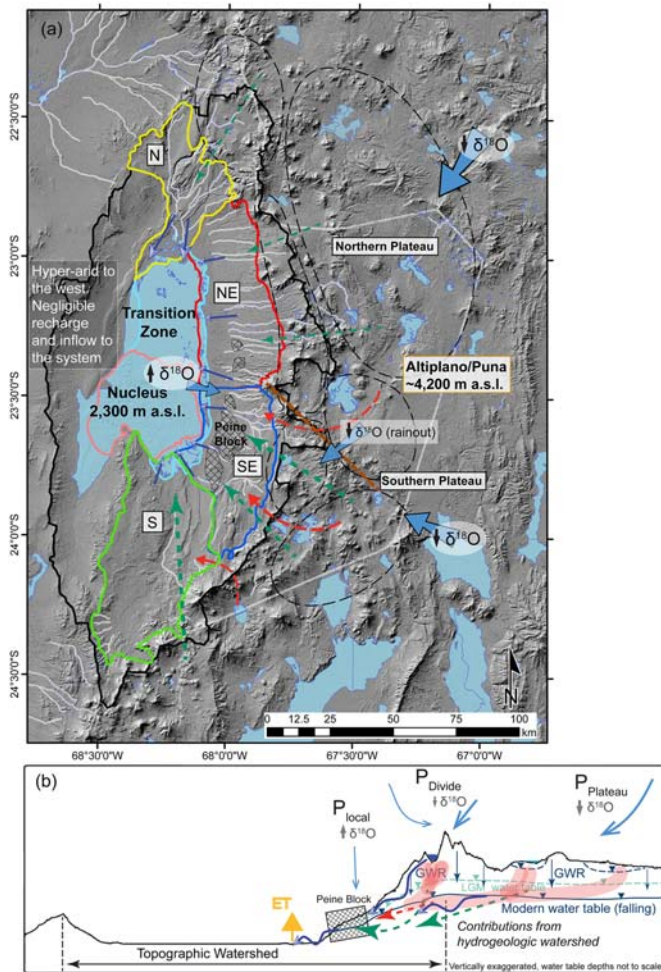 (a)
22°30'0"S
23°0'0"S
23°30'0"S
24°0'0"S
24°30'0"S
N
δ¹⁸O
Northern Plateau
Hyper-arid to
the west.
Negligible
recharge
and inflow to
the system
NE
Transition
Zone
δ¹⁸O
Altiplano/Puna
~4,200 m a.s.l.
Nucleus
2,300 m a.s.l.
Peine
Block
δ¹⁸O (rainout)
SE
Southern Plateau
S
δ¹⁸O
N
0 12.5 25 50 75 100
km
68°30'0"W 68°0'0"W 67°30'0"W 67°0'0"W
(b)
P Divide
δ¹⁸O
P local
δ¹⁸O
P Plateau
δ¹⁸O
GWR
GWR
LGM water table
Peine Block
Modern water table (falling)
ET
Contributions from
hydrogeologic watershed
Topographic Watershed
Vertically exaggerated, water table depths not to scale